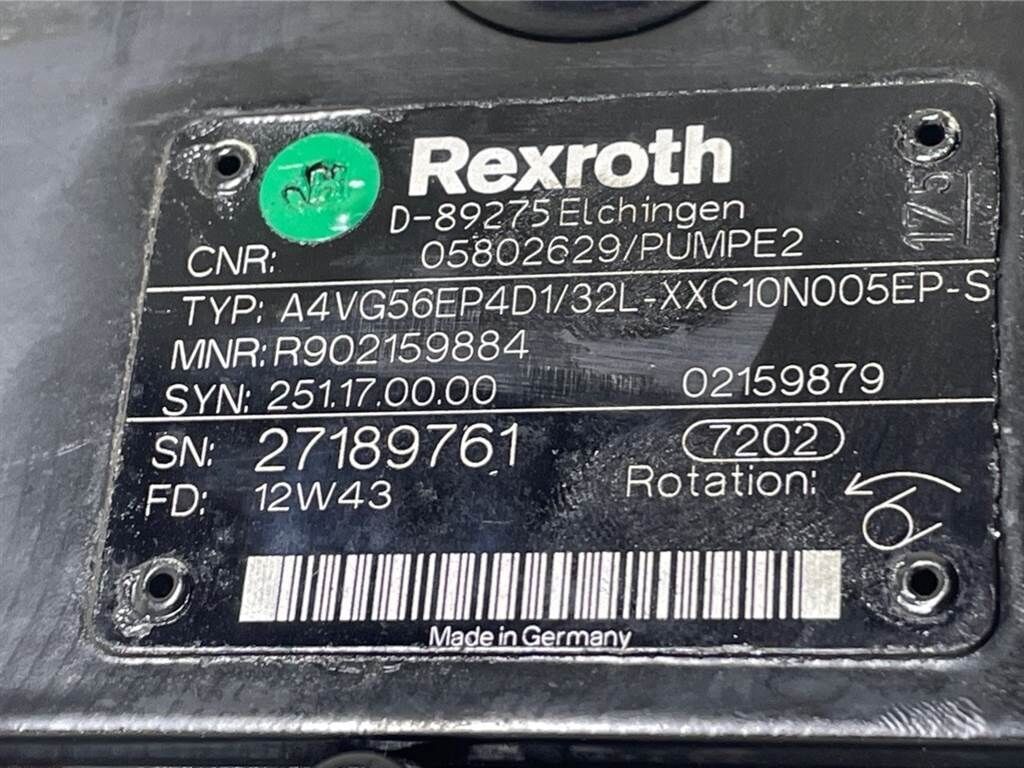 Rexroth
D-89275 Elchingen
CNR: 05802629/PUMPE2
175
TYP: A4VG56EP4D1/32L-XXC10N005EP-S
MNR: R902159884
SYN: 251.17.00.00 02159879
SN: 27189761 7202
FD: 12W43 Rotation:
Made in Germany